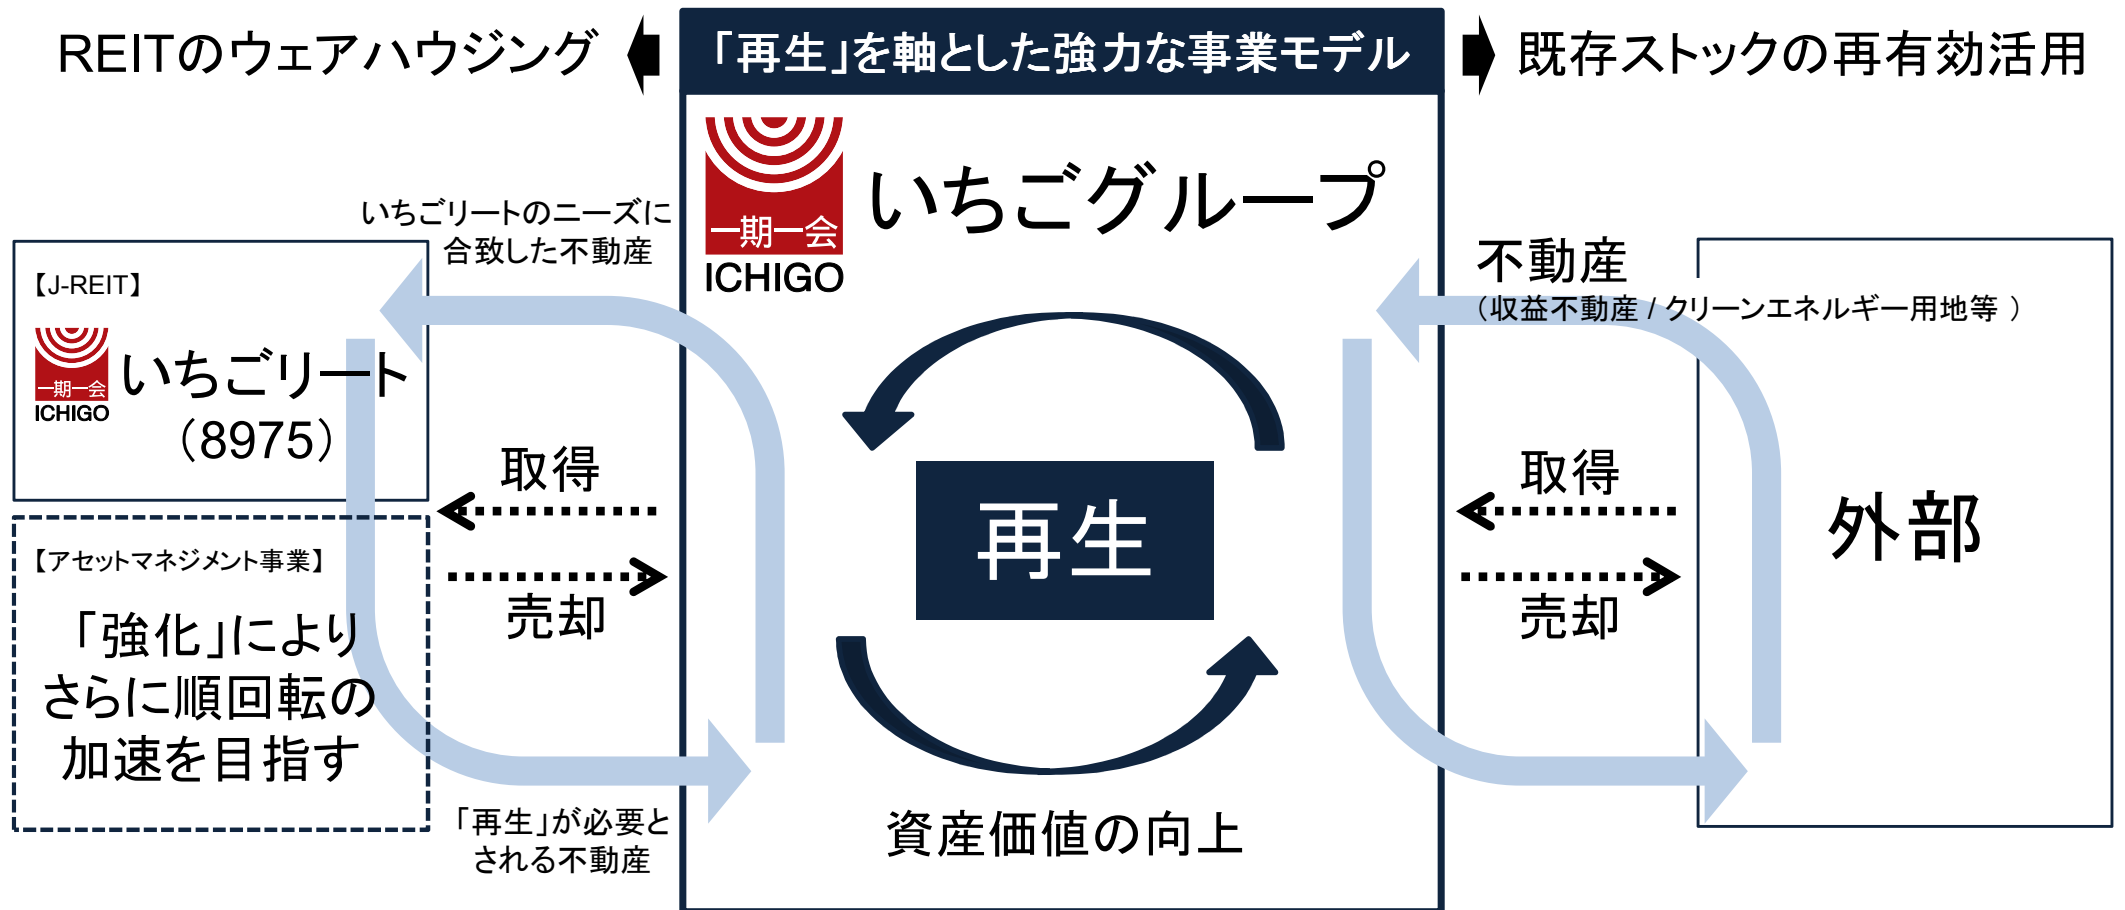 REITのウェアハウジング
「再生」を軸とした強力な事業モデル
既存ストックの再有効活用
一期一会
ICHIGO
いちごグループ
いちごリートのニーズに
合致した不動産
【J-REIT】
一期一会
ICHIGO
いちごリート
（8975）
取得
売却
【アセットマネジメント事業】
「強化」により
さらに順回転の
加速を目指す
「再生」が必要と
される不動産
再生
資産価値の向上
不動産
（収益不動産 / クリーンエネルギー用地等 ）
取得
売却
外部